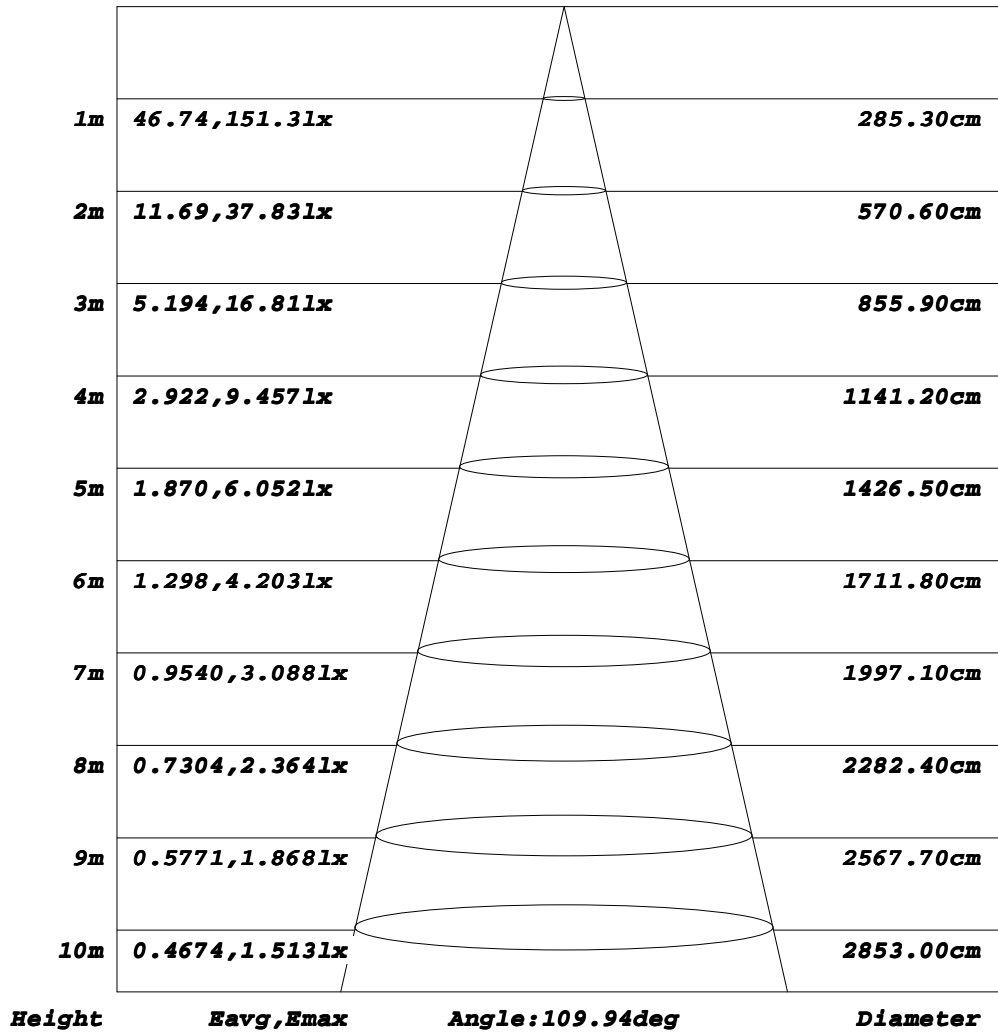 1m 46.74,151.3lx 285.30cm
2m 11.69,37.83lx 570.60cm
3m 5.194,16.81lx 855.90cm
4m 2.922,9.457lx 1141.20cm
5m 1.870,6.052lx 1426.50cm
6m 1.298,4.203lx 1711.80cm
7m 0.9540,3.088lx 1997.10cm
8m 0.7304,2.364lx 2282.40cm
9m 0.5771,1.868lx 2567.70cm
10m 0.4674,1.513lx 2853.00cm
Height Eavg,Emax Angle:109.94deg Diameter